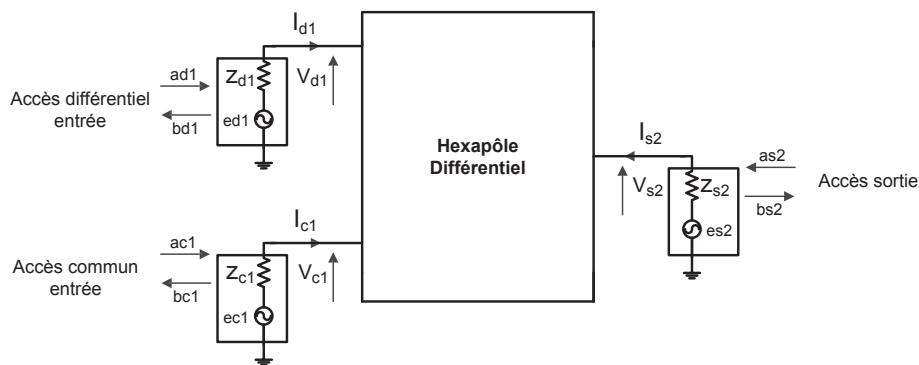 I_d1
ad1
Z_d1
V_d1
Accès différentiel
entrée
bd1
ed1
Hexapôle
Différentiel
I_s2
as2
V_s2
Z_s2
Accès sortie
bs2
es2
I_c1
ac1
Z_c1
V_c1
Accès commun
entrée
bc1
ec1